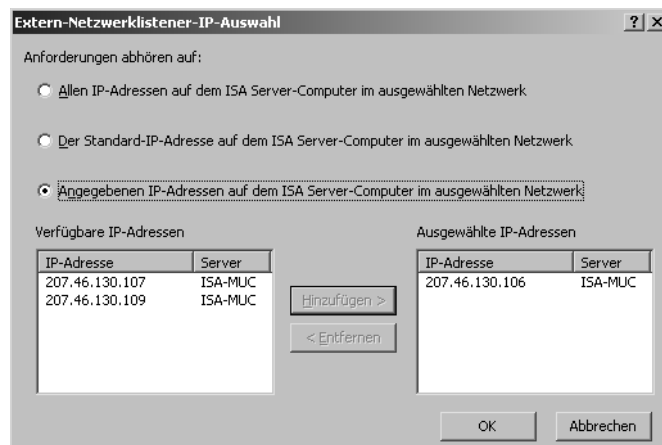 Extern-Netzwerklistener-IP-Auswahl
Anforderungen abhören auf:
Allen IP-Adressen auf dem ISA Server-Computer im ausgewählten Netzwerk
Der Standard-IP-Adresse auf dem ISA Server-Computer im ausgewählten Netzwerk
Angegebenen IP-Adressen auf dem ISA Server-Computer im ausgewählten Netzwerk
Verfügbare IP-Adressen
IP-Adresse Server
207.46.130.107 ISA-MUC
207.46.130.109 ISA-MUC
Hinzufügen >
< Entfernen
Ausgewählte IP-Adressen
IP-Adresse Server
207.46.130.106 ISA-MUC
OK Abbrechen